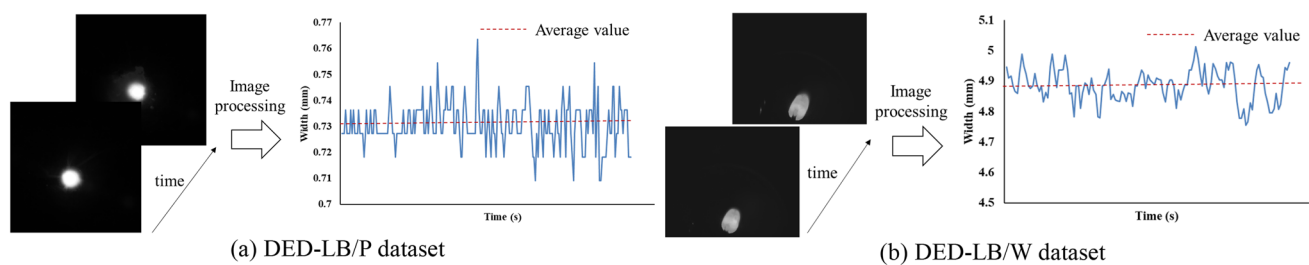 Image
processing
time
Width (mm)
0.77
0.76
0.75
0.74
0.73
0.72
0.71
0.7
Average value
Time (s)
(a) DED-LB/P dataset
Image
processing
time
Width (mm)
5.1
5
4.9
4.8
4.7
4.6
4.5
Average value
Time (s)
(b) DED-LB/W dataset